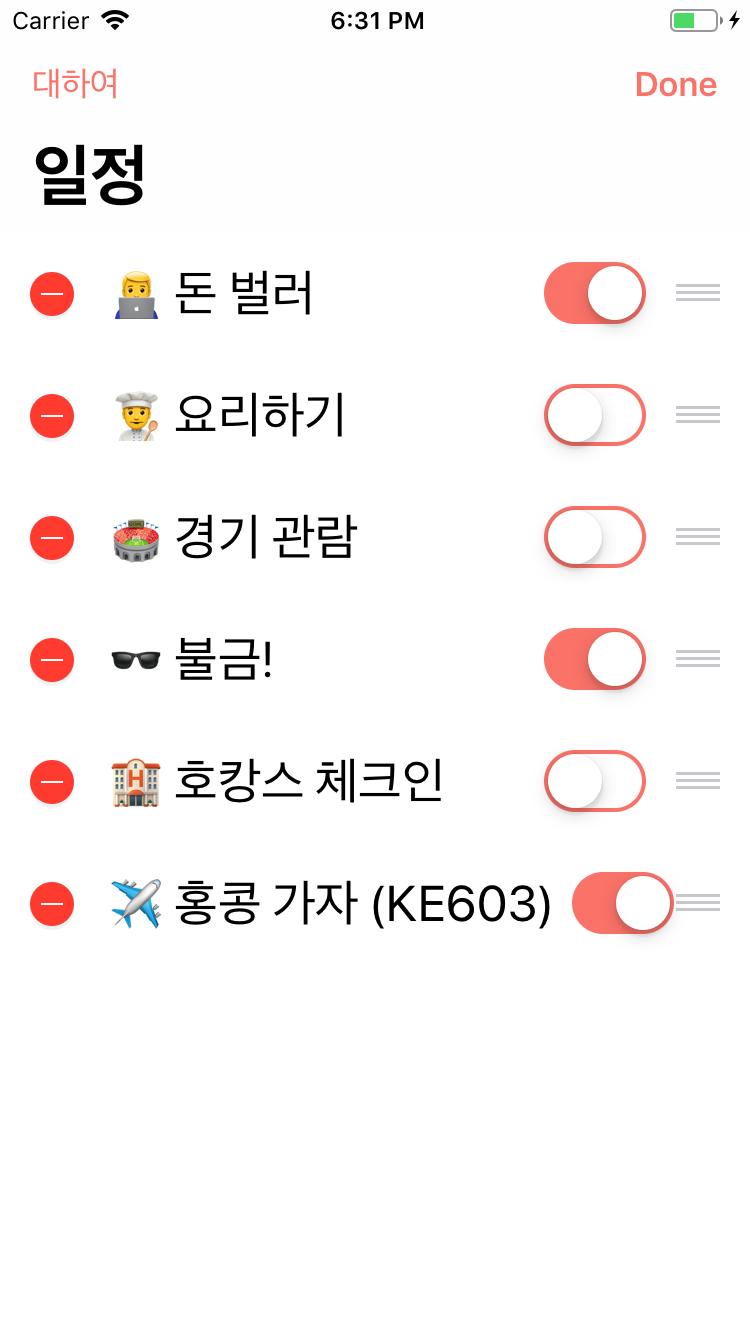 Carrier 6:31 PM
대하여 Done
일정
돈 벌러
요리하기
경기 관람
불금!
호캉스 체크인
홍콩 가자 (KE603)